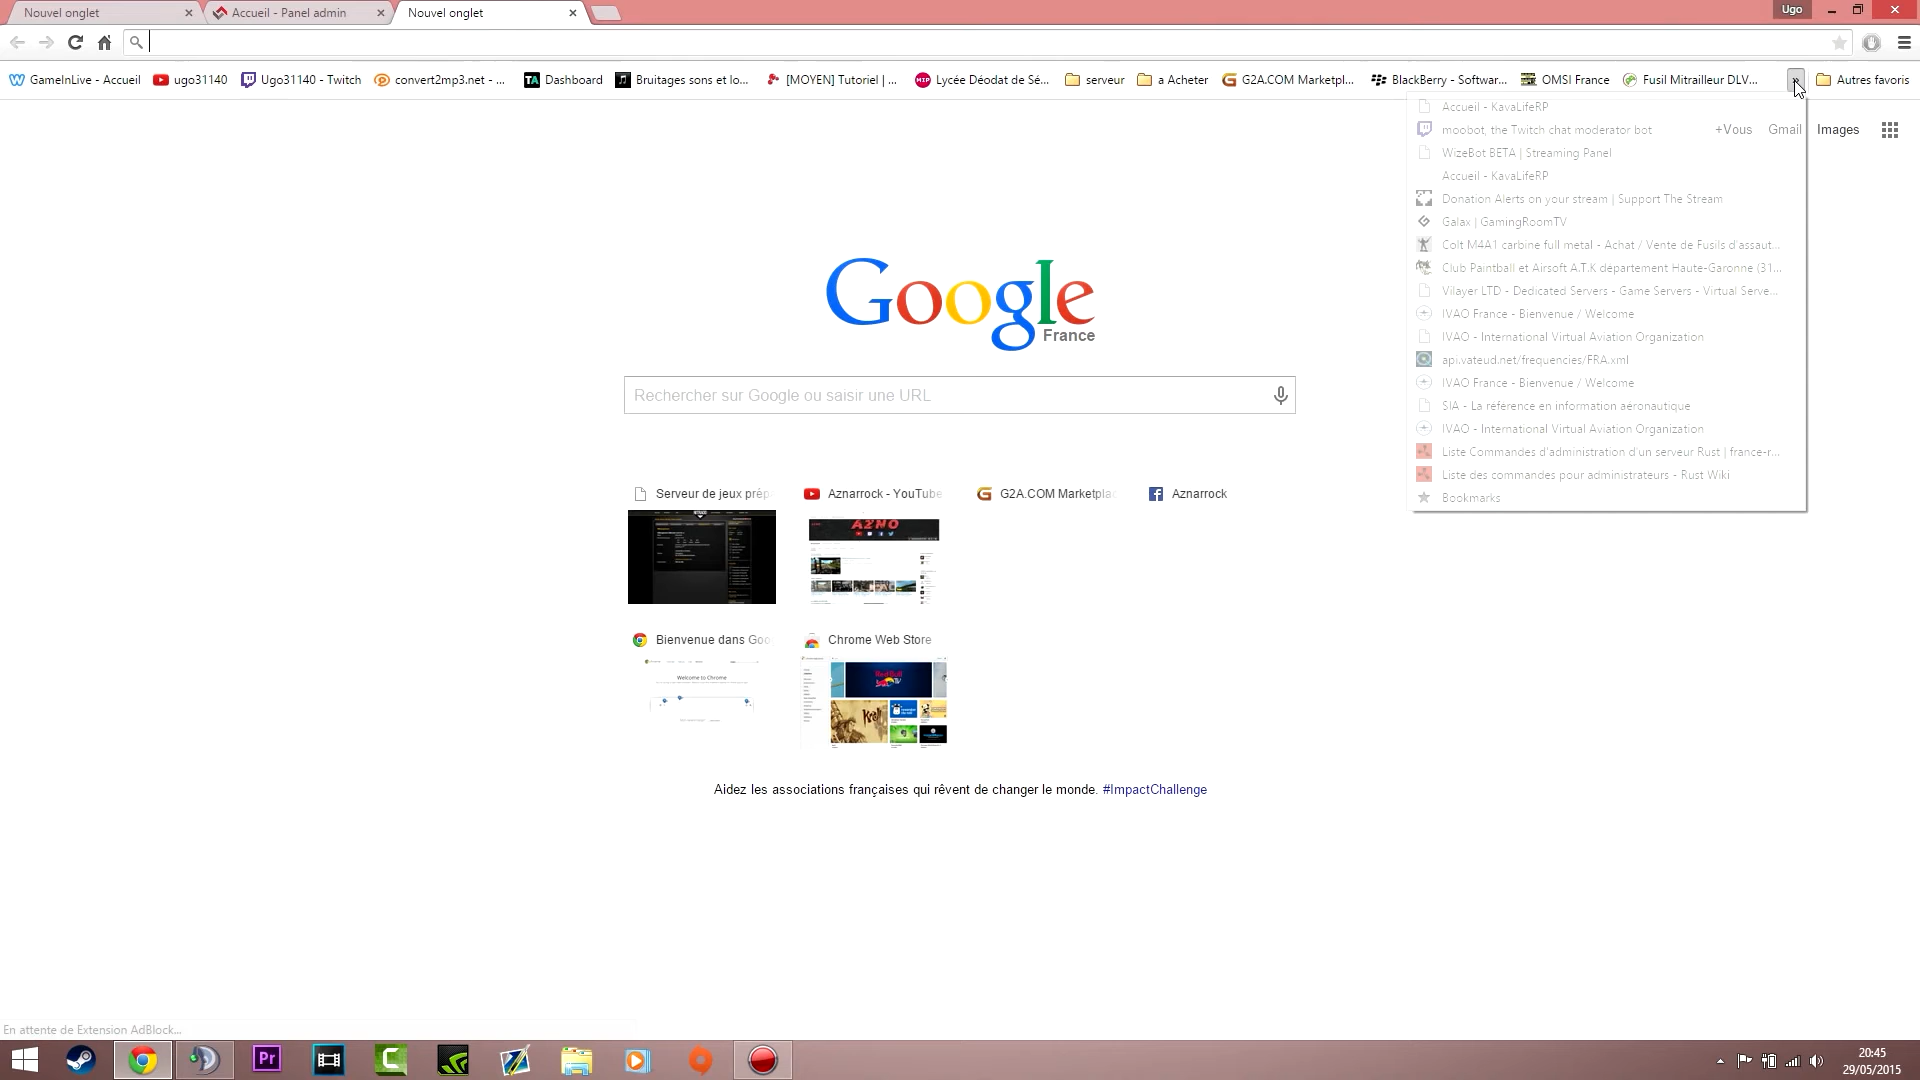 Nouvel onglet
Accueil - Panel admin
Nouvel onglet
Ugo
GameInLive - Accueil
ugo31140
Ugo31140 - Twitch
convert2mp3.net - ...
TA Dashboard
Bruitages sons et lo...
[MOYEN] Tutoriel | ...
MIP Lycée Déodat de Sé...
serveur
a Acheter
G2A.COM Marketpl...
BlackBerry - Softwar...
OMSI France
Fusil Mitrailleur DLV...
Autres favoris
+Vous
Gmail
Images
Accueil - KavaLifeRP
moobot, the Twitch chat moderator bot
WizeBot BETA | Streaming Panel
Accueil - KavaLifeRP
Donation Alerts on your stream | Support The Stream
Galax | GamingRoomTV
Colt M4A1 carbine full metal - Achat / Vente de Fusils d'assaut...
Club Paintball et Airsoft A.T.K departement Haute-Garonne (31...
Vilayer LTD - Dedicated Servers - Game Servers - Virtual Serve...
IVAO France - Bienvenue / Welcome
IVAO - International Virtual Aviation Organization
api.vateud.net/frequencies/FRA.xml
IVAO France - Bienvenue / Welcome
SIA - La référence en information aéronautique
IVAO - International Virtual Aviation Organization
Liste Commandes d'administration d'un serveur Rust | france-r...
Liste des commandes pour administrateurs - Rust Wiki
Bookmarks
Google
France
Rechercher sur Google ou saisir une URL
Serveur de jeux prép
Aznarrock - YouTube
G2A.COM Marketplac
Aznarrock
AZNO
Bienvenue dans Goo
Chrome Web Store
Welcome to Chrome
Aidez les associations françaises qui rêvent de changer le monde. #ImpactChallenge
En attente de Extension AdBlock...
Pr
20:45
29/05/2015